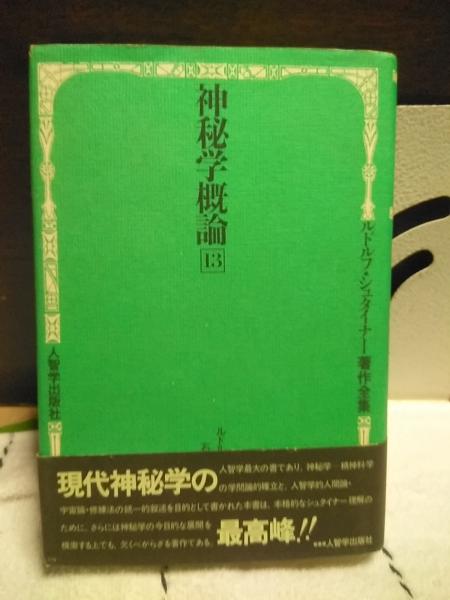 神秘学概論
13
ルドルフ・シュタイナー著作全集
人智学出版社
ルドル
現代神秘学の
人智学最大の書であり、神秘学=精神科学
の学問論的確立と、人智学的人間論・
宇宙論・修練法の統一的叙述を目的として書かれた本書は、本格的なシュタイナー理解の
ために、さらには神秘学の今日的な展開を
模索する上でも、欠くべからざる著作である。
最高峰!!
人智学出版社